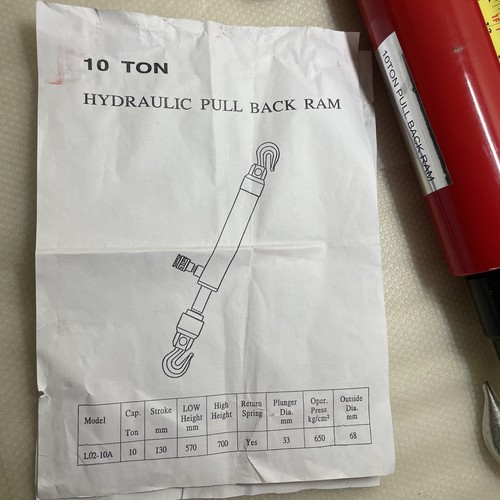 10 TON
HYDRAULIC PULL BACK RAM
Model Cap. Ton Stroke mm LOW Height mm High Height Return Spring Plunger Dia. mm Oper. Press kg/cm² Outside Dia. mm
L02-10A 10 130 570 700 Yes 33 650 68
10TON PULL BACK RAM